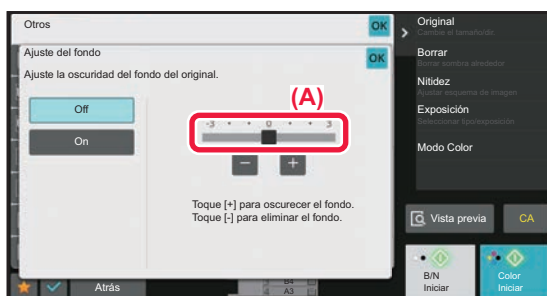 Otros
OK
Ajuste del fondo
OK
Ajuste la oscuridad del fondo del original.
Off
On
(A)
-3 • • 0 • • 3
− +
Toque [+] para oscurecer el fondo.
Toque [-] para eliminar el fondo.
Original
Cambie el tamaño/dir.
Borrar
Borrar sombra alrededor
Nitidez
Ajustar esquema de imagen
Exposición
Seleccionar tipo/exposición
Modo Color
Vista previa
CA
B/N
Iniciar
Color
Iniciar
Atrás
B4
A3